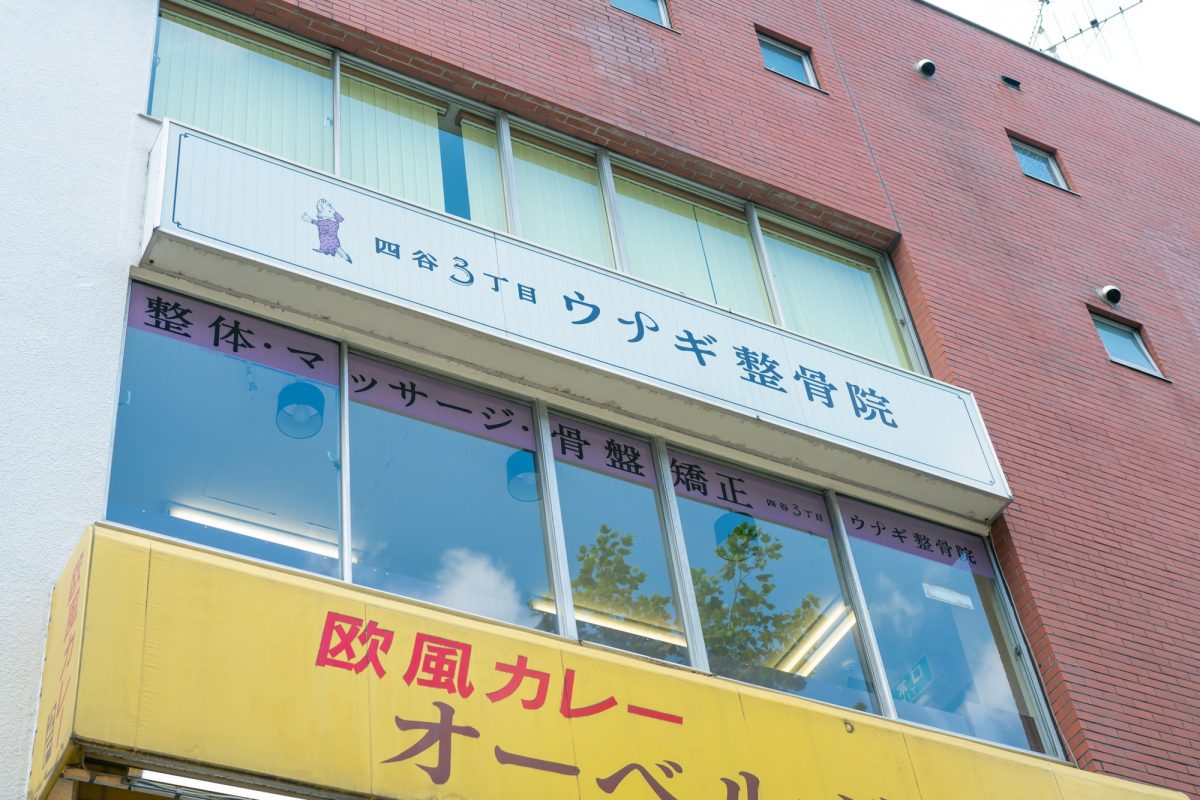 四谷3丁目 ウナギ整骨院
整体・マッサージ・骨盤矯正 四谷3丁目 ウナギ整骨院
欧風カレー
オーベル